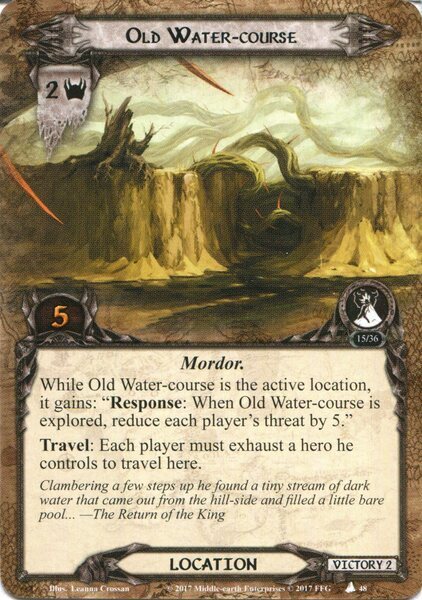 Old Water-course
2
5
15/36
Mordor.
While Old Water-course is the active location,
it gains: “Response: When Old Water-course is
explored, reduce each player’s threat by 5.”
Travel: Each player must exhaust a hero he
controls to travel here.
Clambering a few steps up he found a tiny stream of dark
water that came out from the hill-side and filled a little bare
pool... —The Return of the King
LOCATION
VICTORY 2
Illus. Leanna Crossan
© 2017 Middle-earth Enterprises © 2017 FFG
48